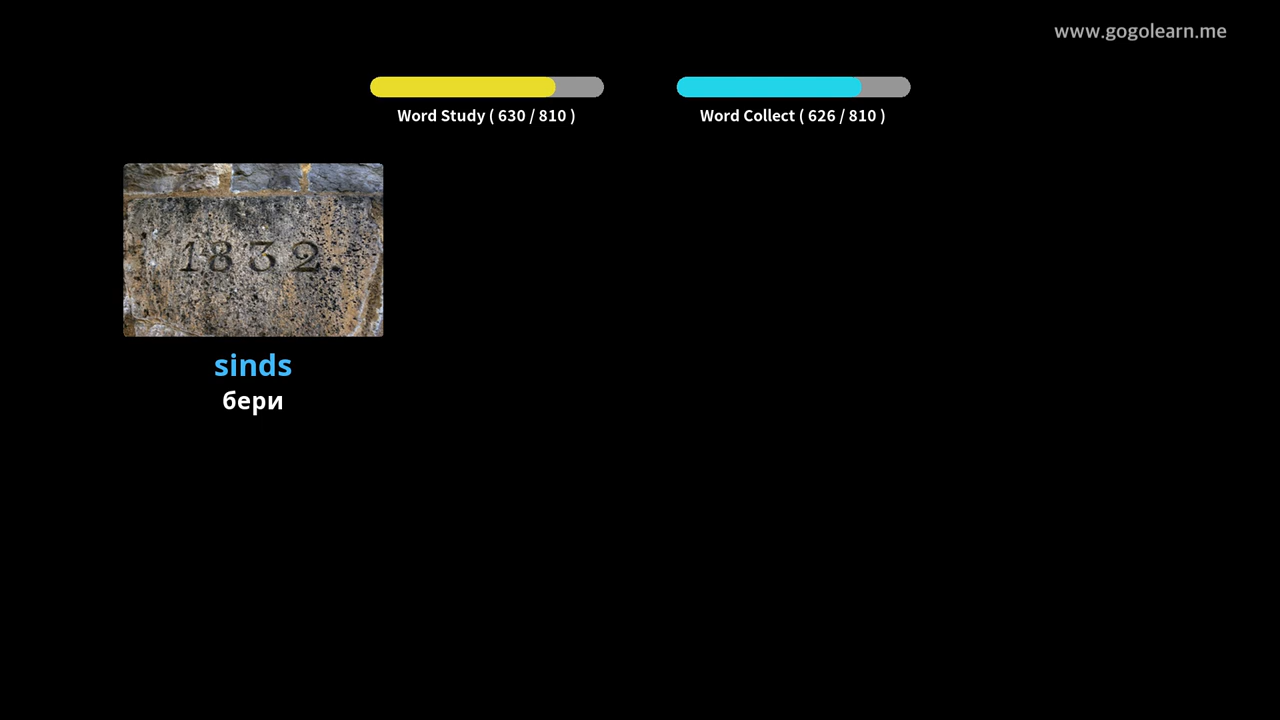 www.gogolearn.me
Word Study ( 630 / 810 )
Word Collect ( 626 / 810 )
1832.
sinds
бери